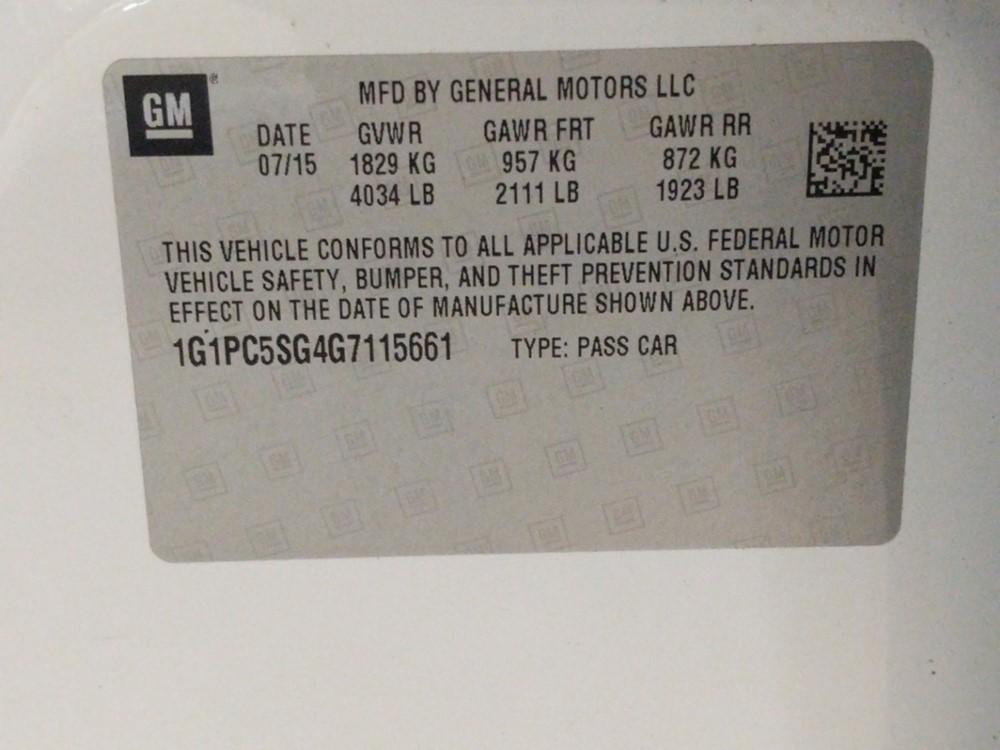 GM®
MFD BY GENERAL MOTORS LLC
DATE GVWR GAWR FRT GAWR RR
07/15 1829 KG 957 KG 872 KG
4034 LB 2111 LB 1923 LB
THIS VEHICLE CONFORMS TO ALL APPLICABLE U.S. FEDERAL MOTOR
VEHICLE SAFETY, BUMPER, AND THEFT PREVENTION STANDARDS IN
EFFECT ON THE DATE OF MANUFACTURE SHOWN ABOVE.
1G1PC5SG4G7115661 TYPE: PASS CAR